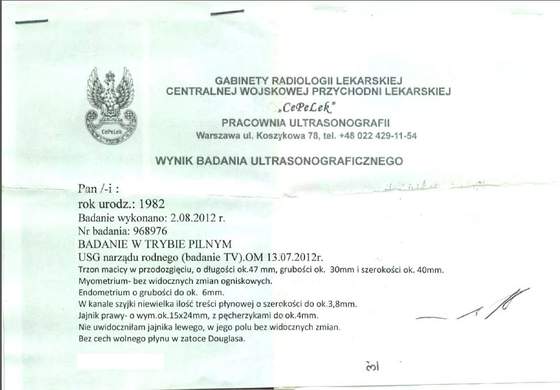 GABINETY RADIOLOGII LEKARSKIEJ
CENTRALNEJ WOJSKOWEJ PRZYCHODNI LEKARSKIEJ
„CePeLek"
PRACOWNIA ULTRASONOGRAFII
Warszawa ul. Koszykowa 78, tel. +48 022 429-11-54
CePeLek
WYNIK BADANIA ULTRASONOGRAFICZNEGO
Pan /-i :
rok urodz.: 1982
Badanie wykonano: 2.08.2012 r.
Nr badania: 968976
BADANIE W TRYBIE PILNYM
USG narządu rodnego (badanie TV).OM 13.07.2012r.
Trzon macicy w przodozgięciu, o długości ok.47 mm, grubości ok. 30mm i szerokości ok. 40mm.
Myometrium- bez widocznych zmian ogniskowych.
Endometrium o grubości do ok. 6mm.
W kanale szyjki niewielka ilość treści płynowej o szerokości do ok.3,8mm.
Jajnik prawy- o wym.ok.15x24mm, z pęcherzykami do ok.4mm.
Nie uwidoczniłam jajnika lewego, w jego polu bez widocznych zmian.
Bez cech wolnego płynu w zatoce Douglasa.